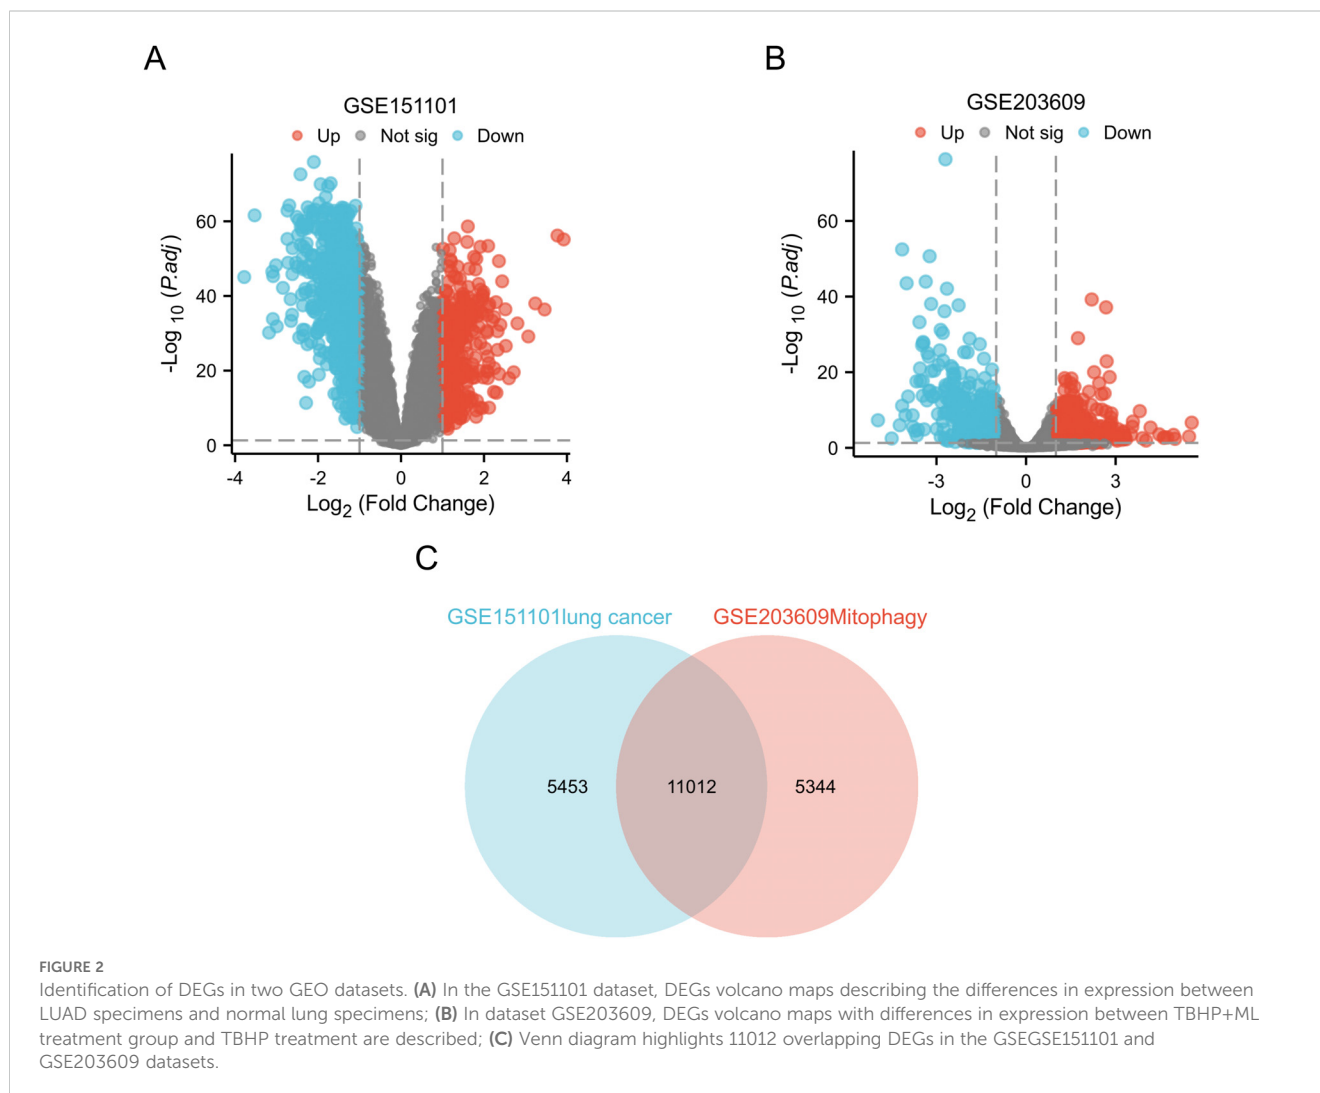 A
GSE151101
Up Not sig Down
-Log 10 (P.adj)
60
40
20
0
-4 -2 0 2 4
Log2 (Fold Change)
B
GSE203609
Up Not sig Down
-Log 10 (P.adj)
60
40
20
0
-3 0 3
Log2 (Fold Change)
C
GSE151101lung cancer GSE203609Mitophagy
5453 11012 5344
FIGURE 2
Identification of DEGs in two GEO datasets. (A) In the GSE151101 dataset, DEGs volcano maps describing the differences in expression between
LUAD specimens and normal lung specimens; (B) In dataset GSE203609, DEGs volcano maps with differences in expression between TBHP+ML
treatment group and TBHP treatment are described; (C) Venn diagram highlights 11012 overlapping DEGs in the GSEGSE151101 and
GSE203609 datasets.